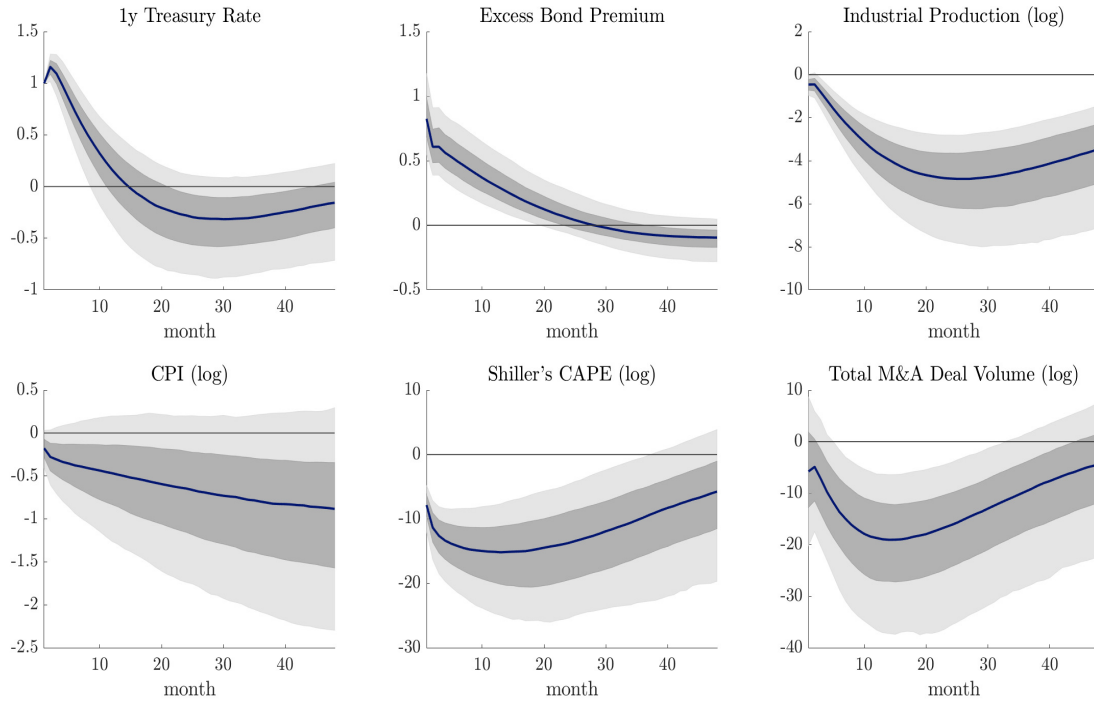 1y Treasury Rate
1.5
1
0.5
0
-0.5
-1
10 20 30 40
month
Excess Bond Premium
1.5
1
0.5
0
-0.5
10 20 30 40
month
Industrial Production (log)
0
-2
-4
-6
-8
-10
10 20 30 40
month
CPI (log)
0.5
0
-0.5
-1
-1.5
-2
-2.5
10 20 30 40
month
Shiller's CAPE (log)
10
0
-10
-20
-30
10 20 30 40
month
Total M&A Deal Volume (log)
10
0
-10
-20
-30
-40
10 20 30 40
month